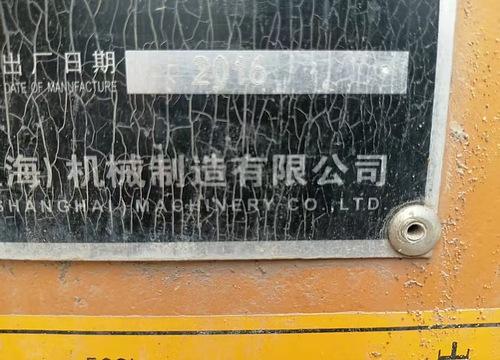 出厂日期 2016
DATE OF MANUFACTURE
海)机械制造有限公司
SHANGHAI)MACHINERY CO.,LTD